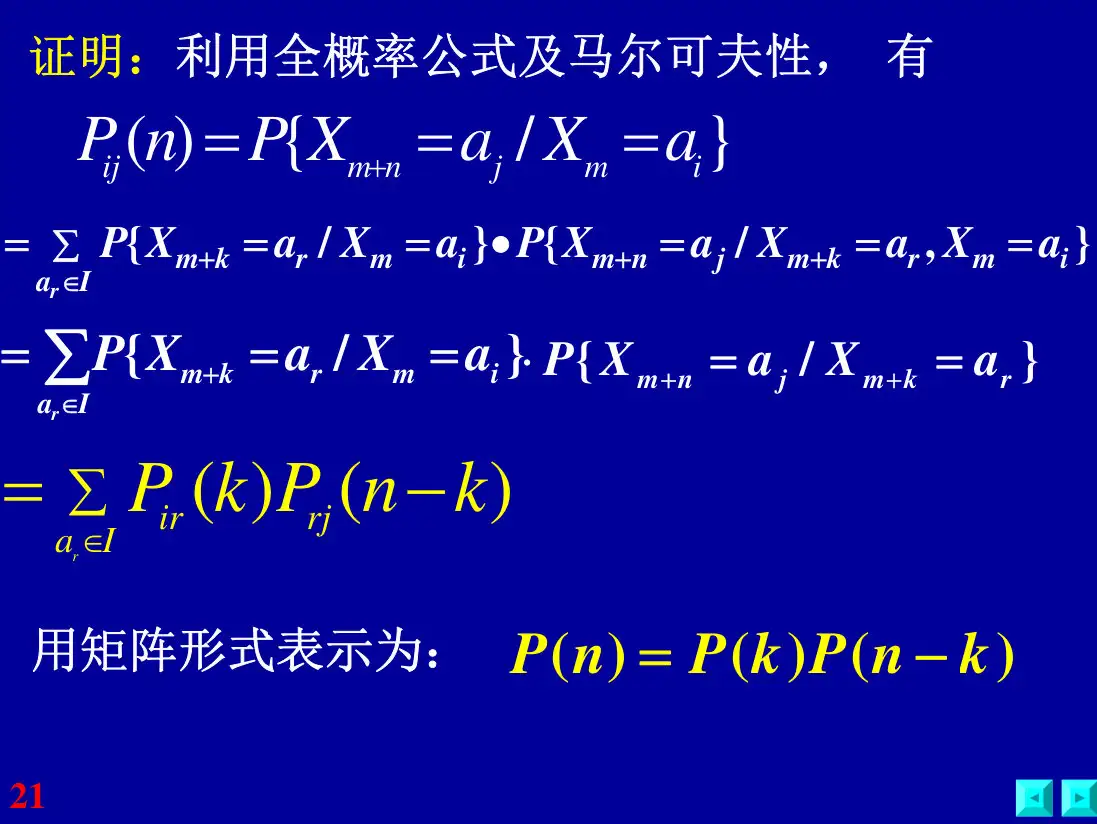 证明：利用全概率公式及马尔可夫性， 有
P_{ij}(n) = P{X_{m+n} = a_j / X_m = a_i}
= ∑_{a_r∈I} P{X_{m+k} = a_r / X_m = a_i}•P{X_{m+n} = a_j / X_{m+k} = a_r, X_m = a_i}
= ∑_{a_r∈I} P{X_{m+k} = a_r / X_m = a_i}· P{X_{m+n} = a_j / X_{m+k} = a_r}
= ∑_{a_r∈I} P_{ir}(k)P_{rj}(n−k)
用矩阵形式表示为： P(n) = P(k)P(n − k)
21